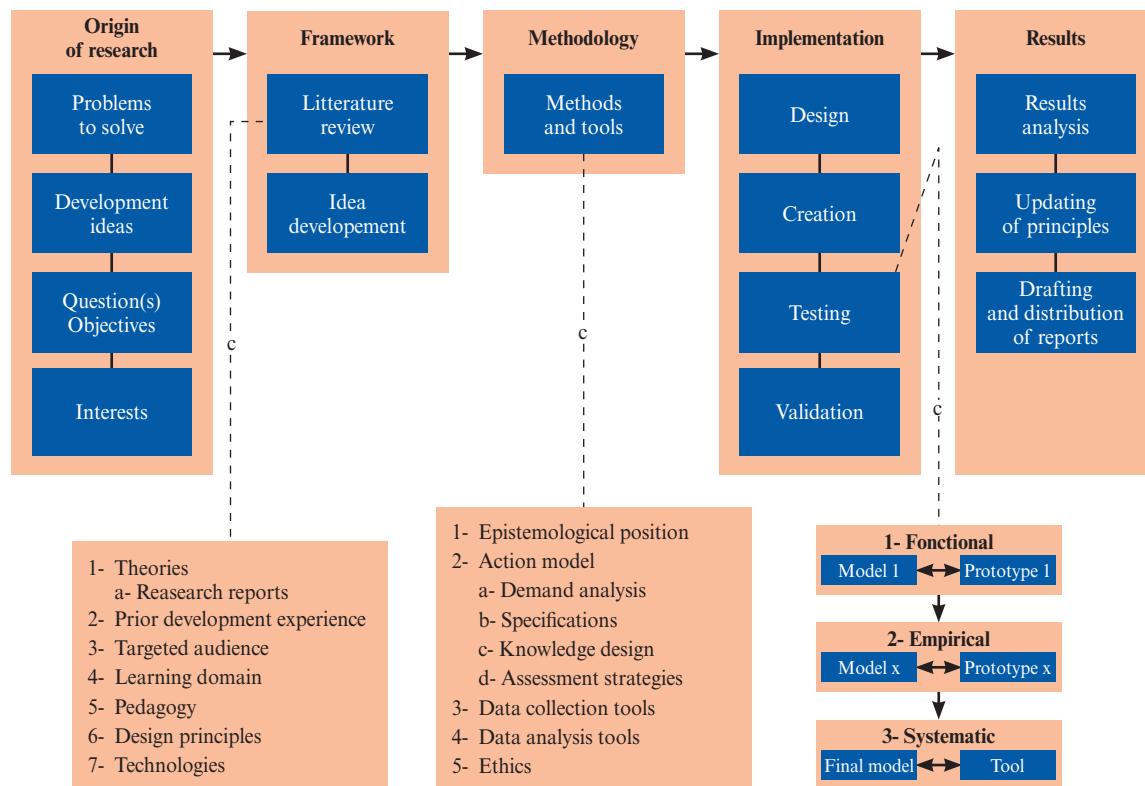 Origin
of research
Problems
to solve
Development
ideas
Question(s)
Objectives
Interests
Framework
Litterature
review
Idea
developement
Methodology
Methods
and tools
Implementation
Design
Creation
Testing
Validation
Results
Results
analysis
Updating
of principles
Drafting
and distribution
of reports
c
c
c
1- Theories
a- Reasearch reports
2- Prior development experience
3- Targeted audience
4- Learning domain
5- Pedagogy
6- Design principles
7- Technologies
1- Epistemological position
2- Action model
a- Demand analysis
b- Specifications
c- Knowledge design
d- Assessment strategies
3- Data collection tools
4- Data analysis tools
5- Ethics
1- Fonctional
Model 1
Prototype 1
2- Empirical
Model x
Prototype x
3- Systematic
Final model
Tool